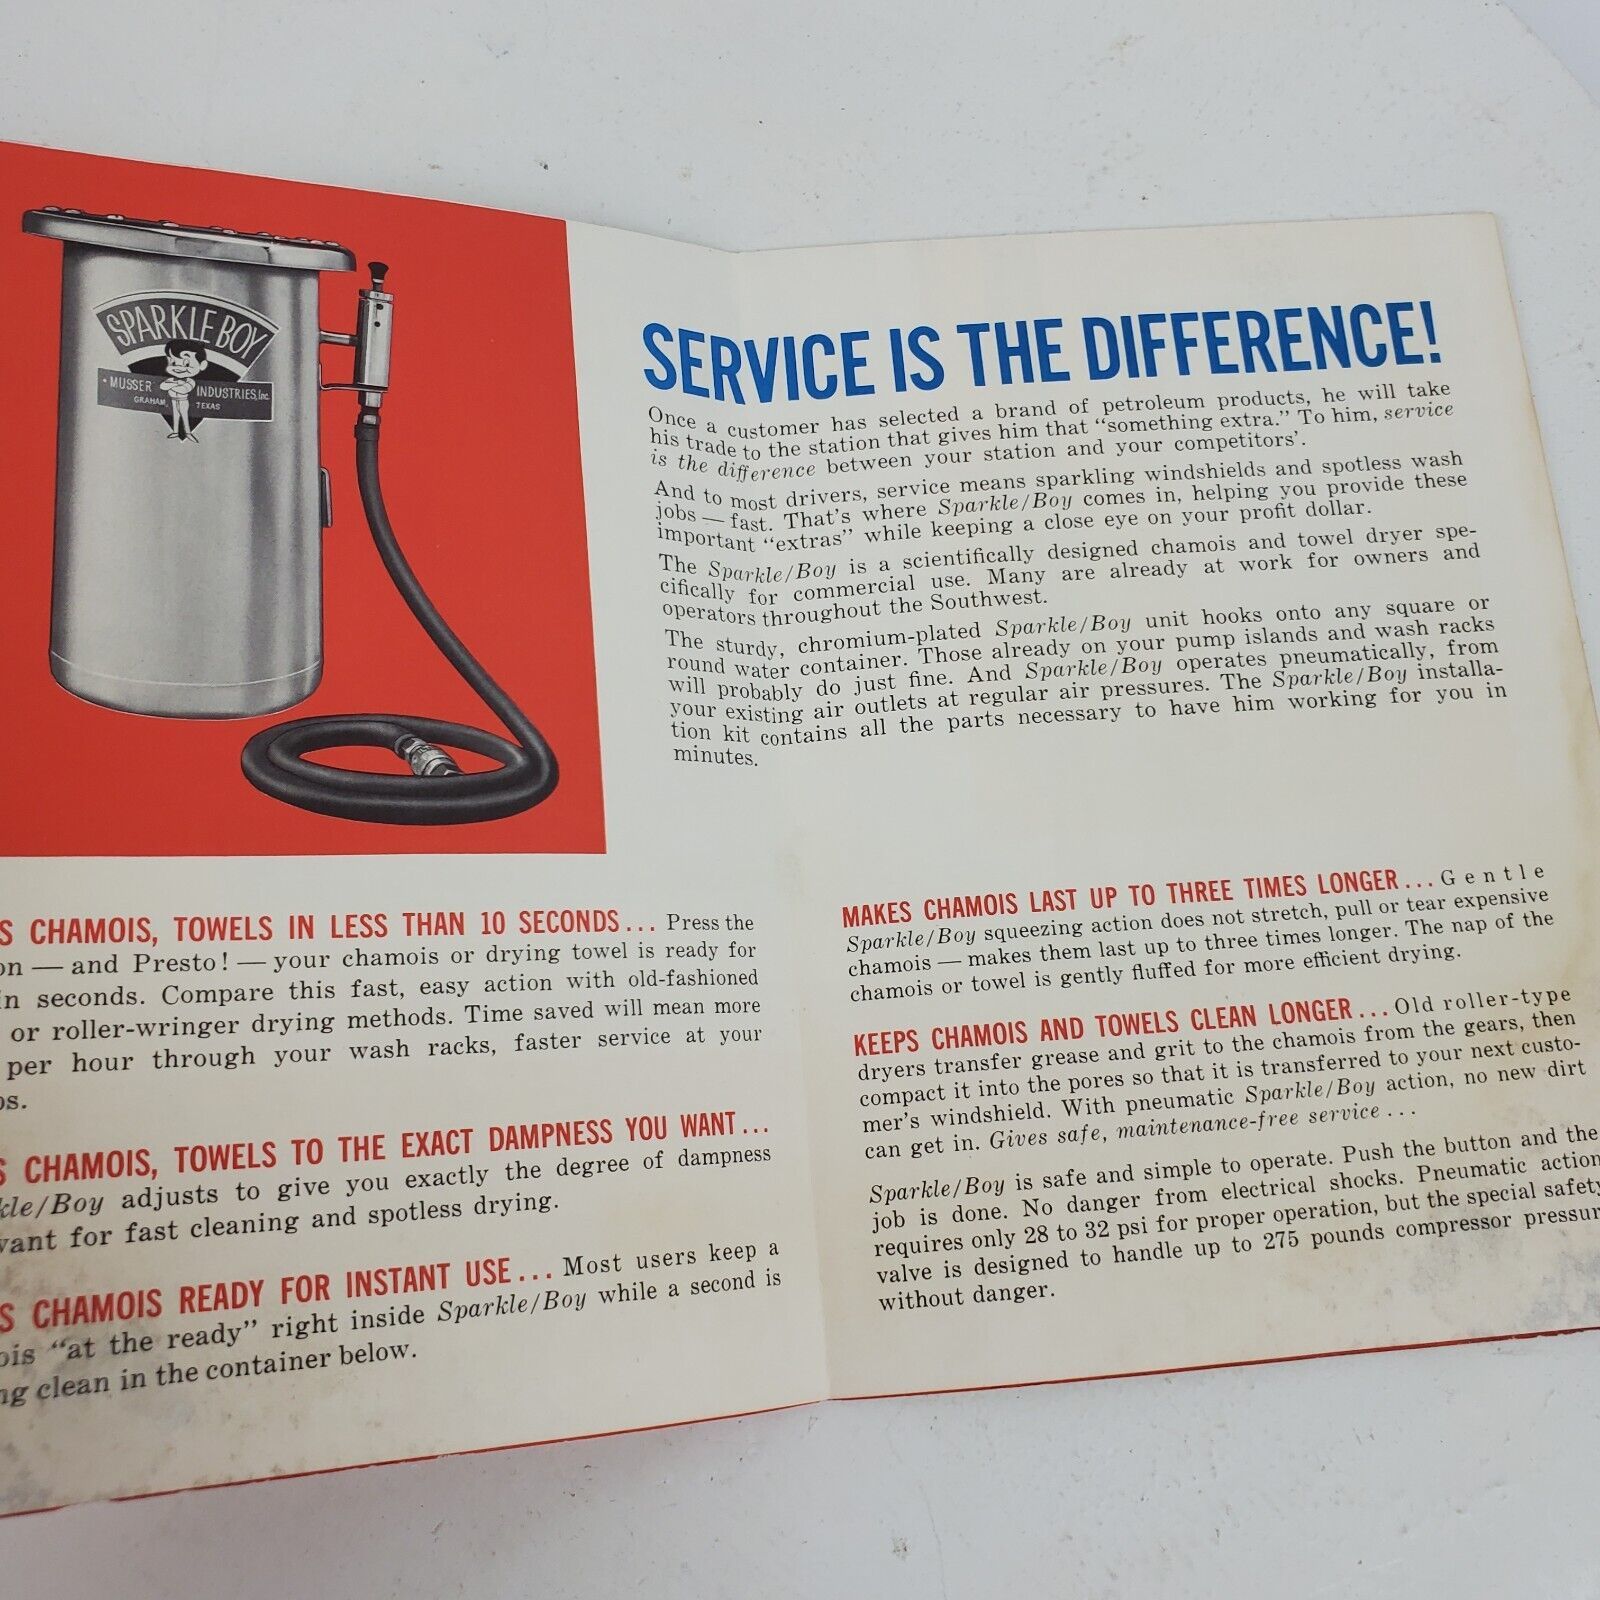 SPARKLE BOY
• MUSSER INDUSTRIES, Inc.
GRAHAM, TEXAS
S CHAMOIS, TOWELS IN LESS THAN 10 SECONDS... Press the
on — and Presto! — your chamois or drying towel is ready for
in seconds. Compare this fast, easy action with old-fashioned
or roller-wringer drying methods. Time saved will mean more
per hour through your wash racks, faster service at your
os.
S CHAMOIS, TOWELS TO THE EXACT DAMPNESS YOU WANT...
kle/Boy adjusts to give you exactly the degree of dampness
want for fast cleaning and spotless drying.
S CHAMOIS READY FOR INSTANT USE... Most users keep a
ois "at the ready" right inside Sparkle/Boy while a second is
ng clean in the container below.
SERVICE IS THE DIFFERENCE!
Once a customer has selected a brand of petroleum products, he will take
his trade to the station that gives him that "something extra." To him, service
is the difference between your station and your competitors'.
And to most drivers, service means sparkling windshields and spotless wash
jobs — fast. That's where Sparkle/Boy comes in, helping you provide these
important "extras" while keeping a close eye on your profit dollar.
The Sparkle/Boy is a scientifically designed chamois and towel dryer spe-
cifically for commercial use. Many are already at work for owners and
operators throughout the Southwest.
The sturdy, chromium-plated Sparkle/Boy unit hooks onto any square or
round water container. Those already on your pump islands and wash racks
will probably do just fine. And Sparkle/Boy operates pneumatically, from
your existing air outlets at regular air pressures. The Sparkle/Boy installa-
tion kit contains all the parts necessary to have him working for you in
minutes.
MAKES CHAMOIS LAST UP TO THREE TIMES LONGER... Gentle
Sparkle/Boy squeezing action does not stretch, pull or tear expensive
chamois — makes them last up to three times longer. The nap of the
chamois or towel is gently fluffed for more efficient drying.
KEEPS CHAMOIS AND TOWELS CLEAN LONGER... Old roller-type
dryers transfer grease and grit to the chamois from the gears, then
compact it into the pores so that it is transferred to your next custo-
mer's windshield. With pneumatic Sparkle/Boy action, no new dirt
can get in. Gives safe, maintenance-free service...
Sparkle/Boy is safe and simple to operate. Push the button and the
job is done. No danger from electrical shocks. Pneumatic action
requires only 28 to 32 psi for proper operation, but the special safety
valve is designed to handle up to 275 pounds compressor pressur
without danger.